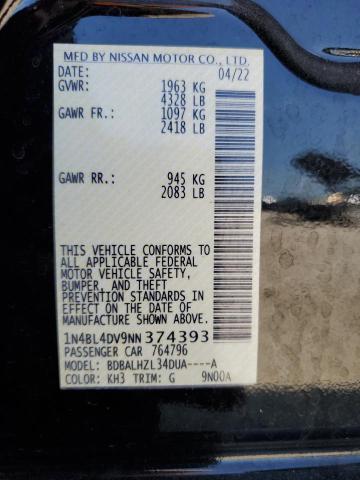 MFD BY NISSAN MOTOR CO., LTD.
DATE: 04/22
GVWR: 1963 KG
4328 LB
GAWR FR.: 1097 KG
2418 LB
GAWR RR.: 945 KG
2083 LB
THIS VEHICLE CONFORMS TO
ALL APPLICABLE FEDERAL
MOTOR VEHICLE SAFETY,
BUMPER, AND THEFT
PREVENTION STANDARDS
IN EFFECT ON THE DATE OF
MANUFACTURE SHOWN ABOVE.
1N4BL4DV9NN374393
PASSENGER CAR 764796
MODEL: BDBALHZL34DUA----A
COLOR: KH3 TRIM: G 9N00A